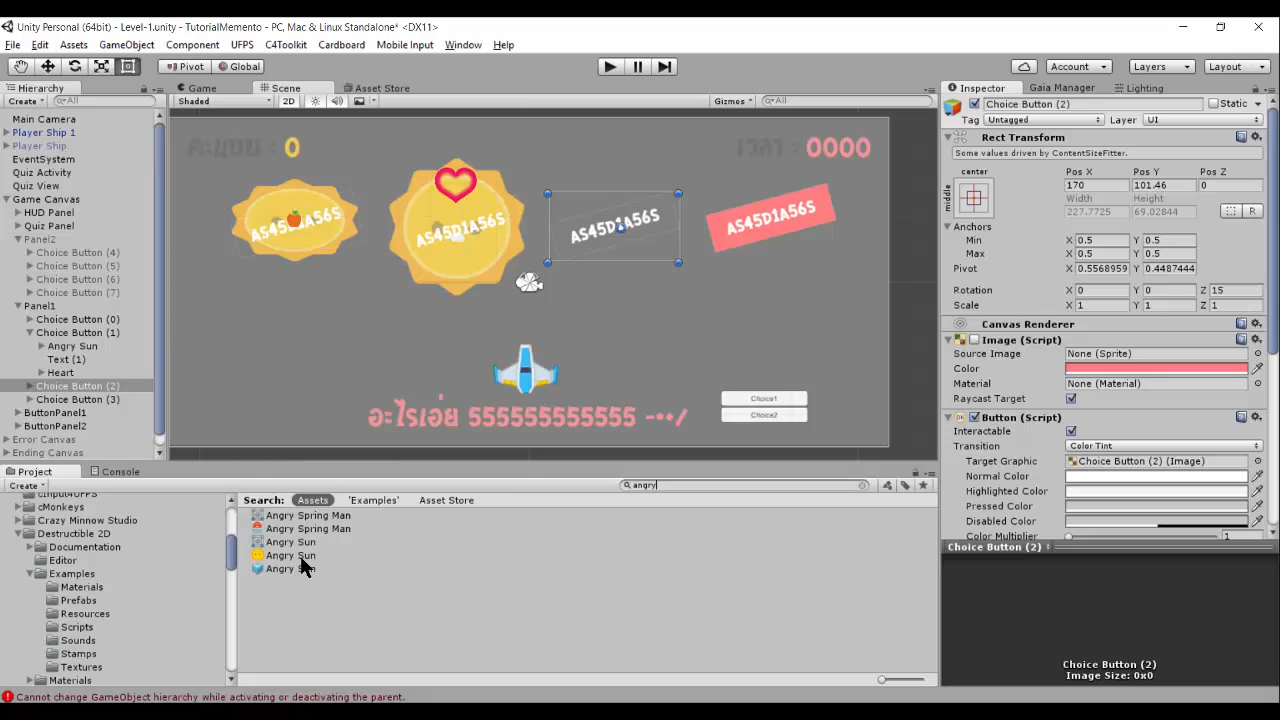 Unity Personal (64bit) - Level-1.unity - TutorialMemento - PC, Mac & Linux Standalone* <DX11>
File Edit Assets GameObject Component UFPS C4Toolkit Cardboard Mobile Input Window Help
Pivot Global Account Layers Layout
Hierarchy Game Scene Asset Store Inspector Gaia Manager Lighting
Create All Shaded 2D Gizmos All Choice Button (2) Static
Tag Untagged Layer UI
Main Camera
Player Ship 1
Player Ship
EventSystem
Quiz Activity
Quiz View
Game Canvas
HUD Panel
Quiz Panel
Panel2
Choice Button (4)
Choice Button (5)
Choice Button (6)
Choice Button (7)
Panel1
Choice Button (0)
Choice Button (1)
Angry Sun
Text (1)
Heart
Choice Button (2)
Choice Button (3)
ButtonPanel1
ButtonPanel2
Error Canvas
Ending Canvas
คะแนน : 0
เวลา : 0000
AS45D1A56S
AS45D1A56S
AS45D1A56S
AS45D1A56S
อะไรเอ่ย 555555555555 -**/
Choice1
Choice2
Rect Transform
Some values driven by ContentSizeFitter.
center
middle
Pos X Pos Y Pos Z
170 101.46 0
Width Height
227.7725 69.02844
R
Anchors
Min X 0.5 Y 0.5
Max X 0.5 Y 0.5
Pivot X 0.5568959 Y 0.4487444
Rotation X 0 Y 0 Z 15
Scale X 1 Y 1 Z 1
Canvas Renderer
Image (Script)
Source Image None (Sprite)
Color
Material None (Material)
Raycast Target
Button (Script)
Interactable
Transition Color Tint
Target Graphic Choice Button (2) (Image)
Normal Color
Highlighted Color
Pressed Color
Disabled Color
Color Multiplier 1
Choice Button (2)
Choice Button (2)
Image Size: 0x0
Project Console
Create angry
cMonkeys
Crazy Minnow Studio
Destructible 2D
Documentation
Editor
Examples
Materials
Prefabs
Resources
Scripts
Sounds
Stamps
Textures
Materials
Search: Assets 'Examples' Asset Store
Angry Spring Man
Angry Spring Man
Angry Sun
Angry Sun
Angry
Cannot change GameObject hierarchy while activating or deactivating the parent.